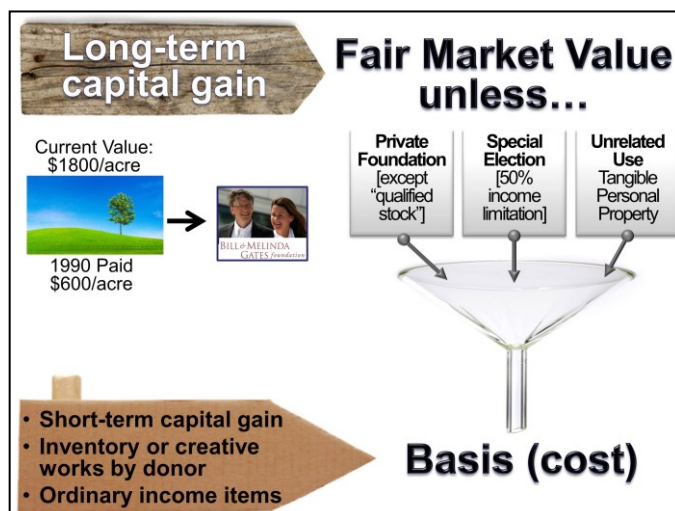 Long-term
capital gain
Fair Market Value
unless…
Current Value:
$1800/acre
1990 Paid
$600/acre
BILL & MELINDA
GATES foundation
Private
Foundation
[except
“qualified
stock”]
Special
Election
[50%
income
limitation]
Unrelated
Use
Tangible
Personal
Property
• Short-term capital gain
• Inventory or creative
works by donor
• Ordinary income items
Basis (cost)